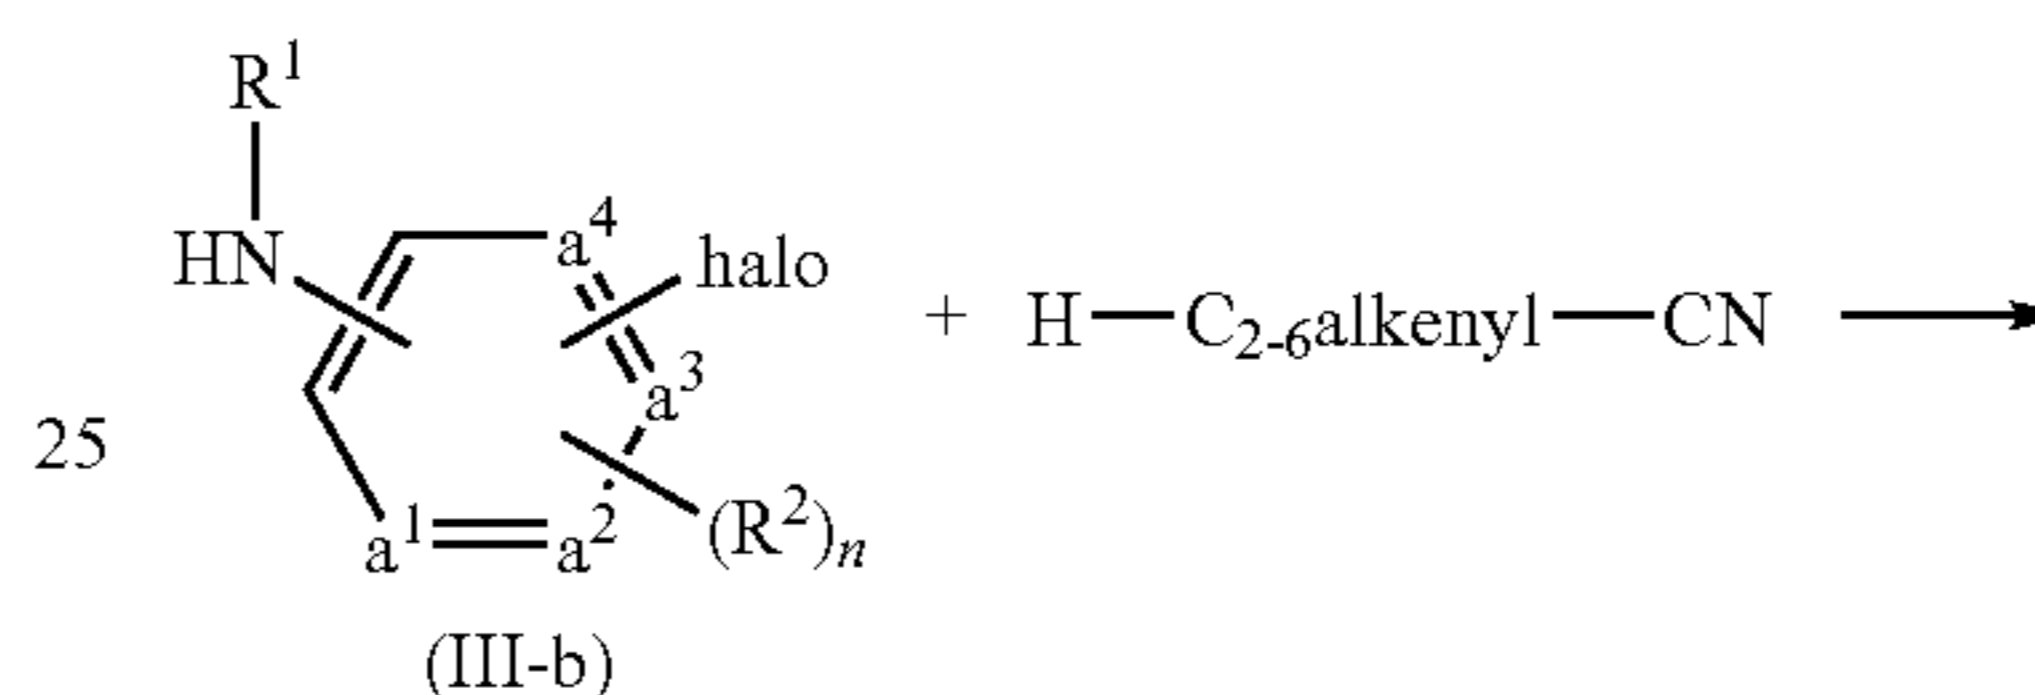 R¹
HN
a⁴
halo
+ H—C₂₋₆alkenyl—CN
a³
25
a¹
a²
(R²)ₙ
(III-b)